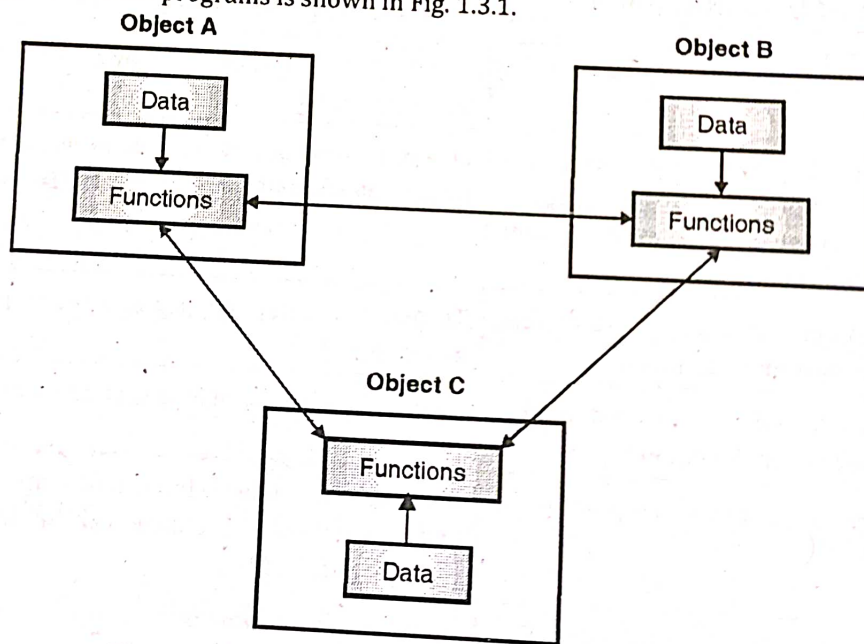 programs is shown in Fig. 1.3.1.
Object A
Object B
Data
Data
Functions
Functions
Object C
Functions
Data